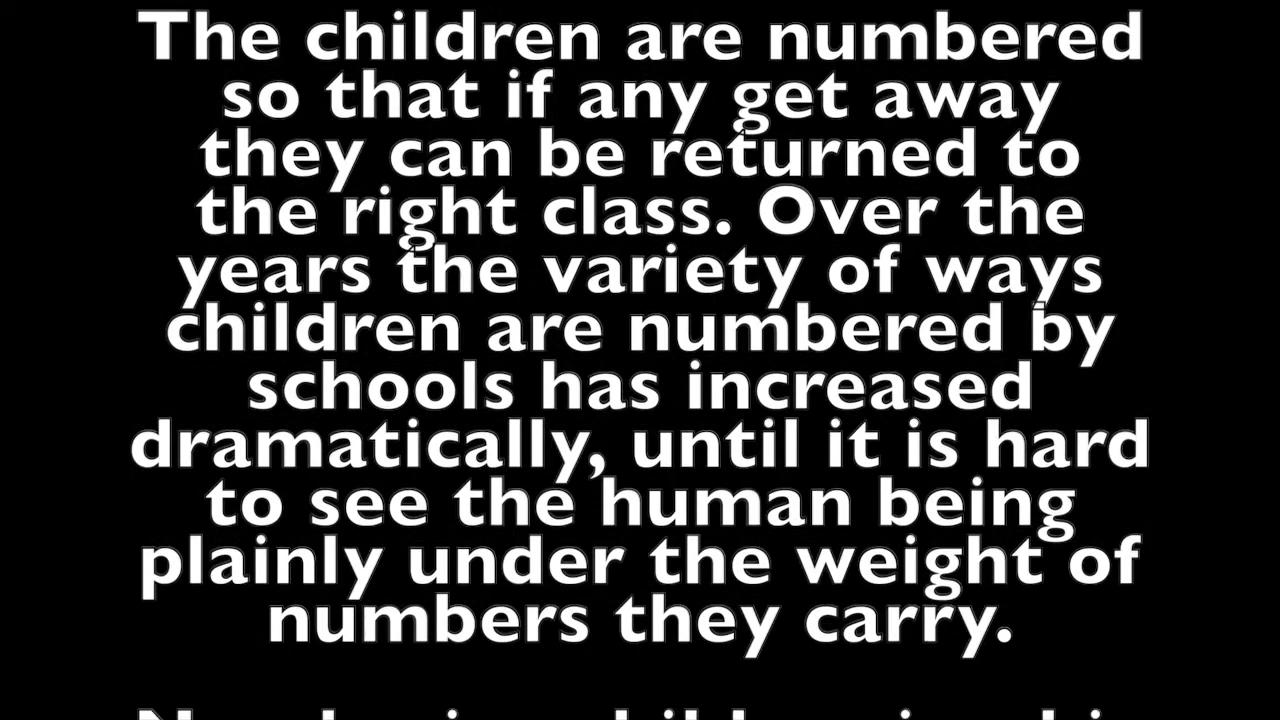 The children are numbered
so that if any get away
they can be returned to
the right class. Over the
years the variety of ways
children are numbered by
schools has increased
dramatically, until it is hard
to see the human being
plainly under the weight of
numbers they carry.